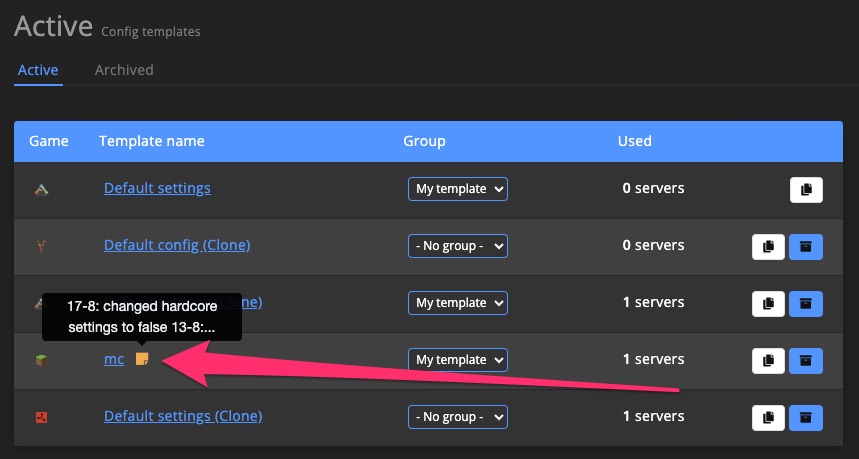 Active Config templates
Active Archived
Game Template name Group Used
Default settings My template 0 servers
Default config (Clone) - No group - 0 servers
17-8: changed hardcore
settings to false 13-8:...
ne) My template 1 servers
mc My template 1 servers
Default settings (Clone) - No group - 1 servers